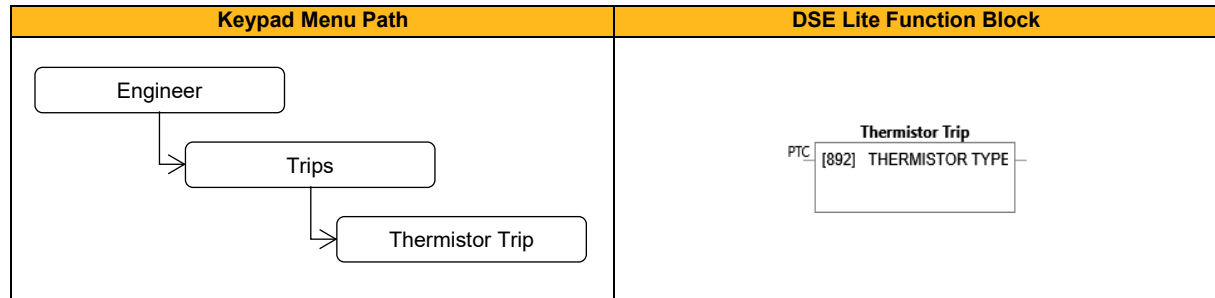 Keypad Menu Path
DSE Lite Function Block
Engineer
Trips
Thermistor Trip
Thermistor Trip
PTC
[892] THERMISTOR TYPE